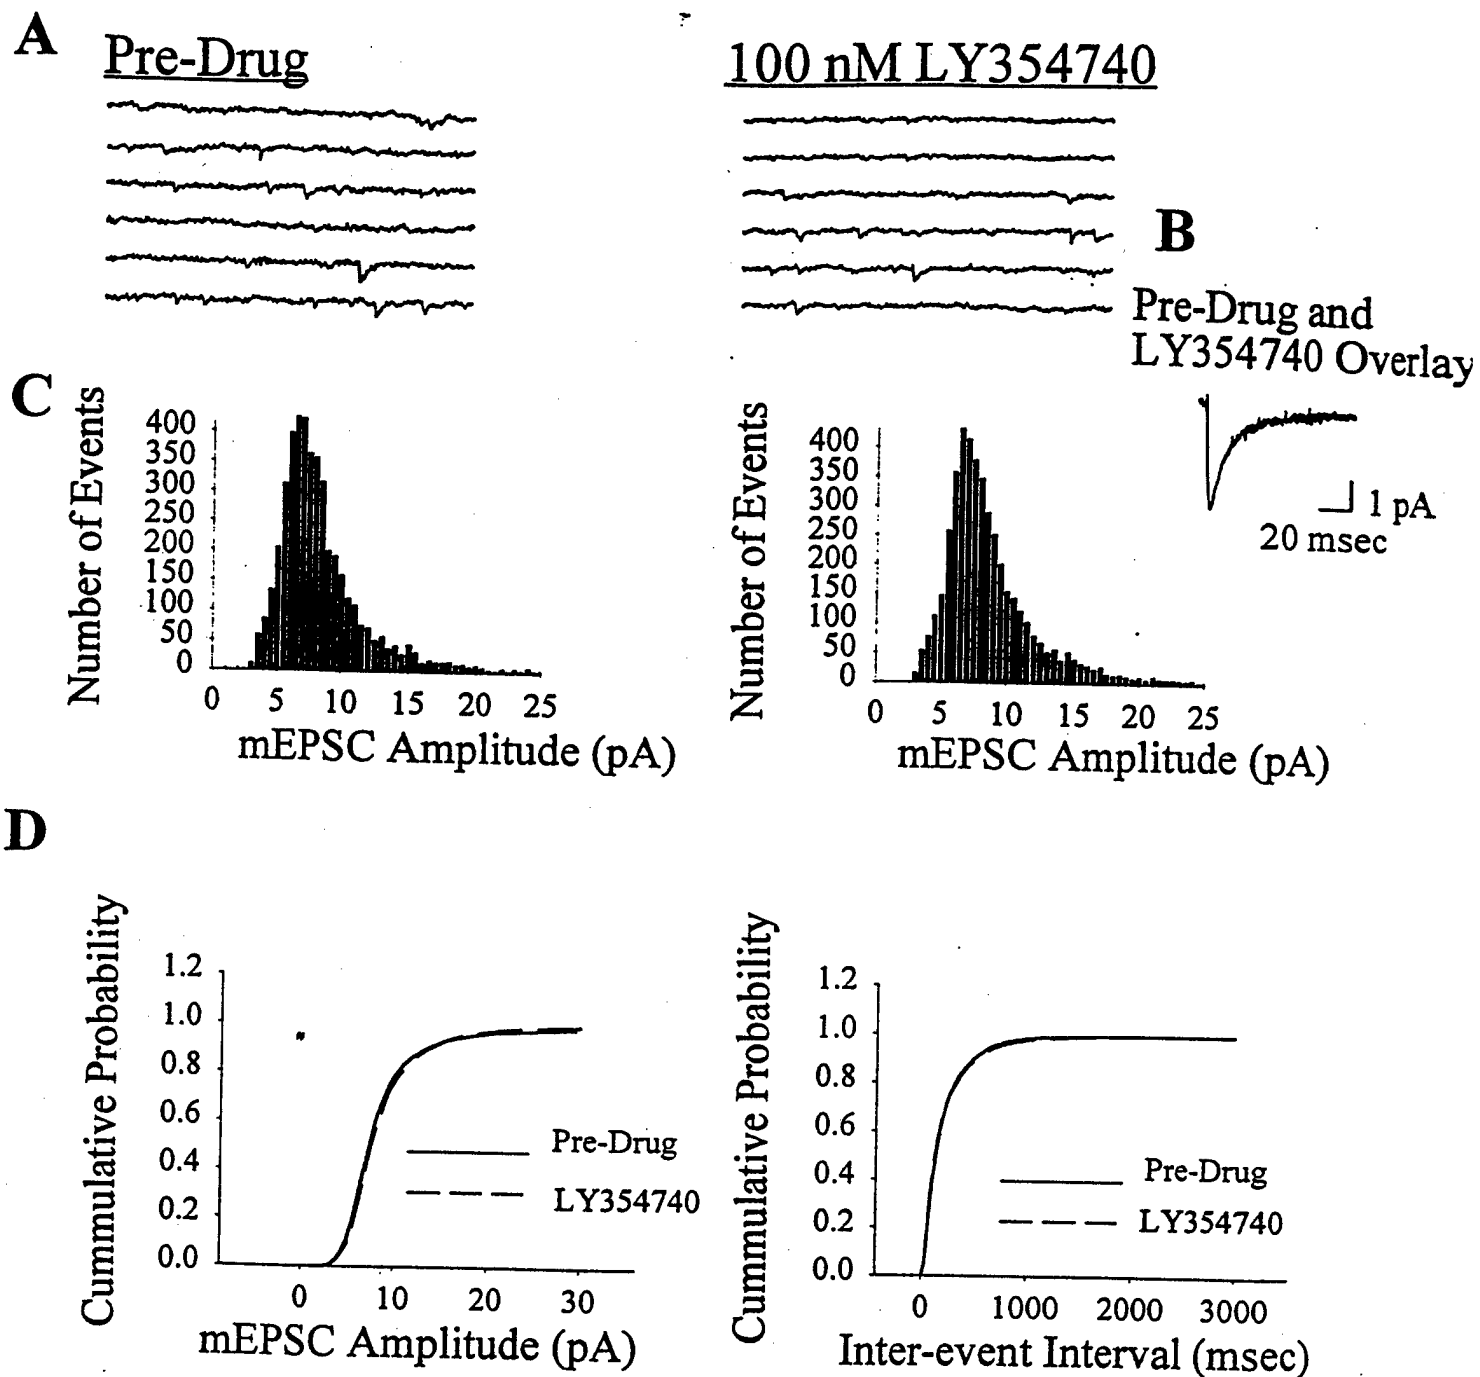 A
Pre-Drug
100 nM LY354740
B
Pre-Drug and
LY354740 Overlay
1 pA
20 msec
C
Number of Events
400
350
300
250
200
150
100
50
0
0 5 10 15 20 25
mEPSC Amplitude (pA)
Number of Events
400
350
300
250
200
150
100
50
0
0 5 10 15 20 25
mEPSC Amplitude (pA)
D
Cummulative Probability
1.2
1.0
0.8
0.6
0.4
0.2
0.0
Pre-Drug
LY354740
0 10 20 30
mEPSC Amplitude (pA)
Cummulative Probability
1.2
1.0
0.8
0.6
0.4
0.2
0.0
Pre-Drug
LY354740
0 1000 2000 3000
Inter-event Interval (msec)